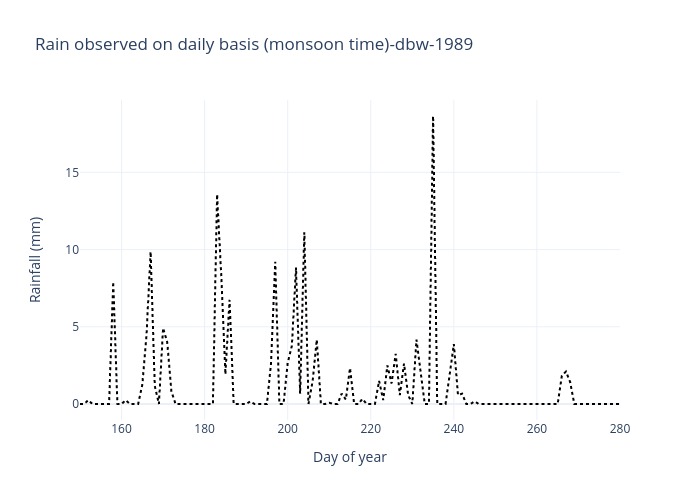 Rain observed on daily basis (monsoon time)-dbw-1989
15
10
5
0
Rainfall (mm)
160 180 200 220 240 260 280
Day of year